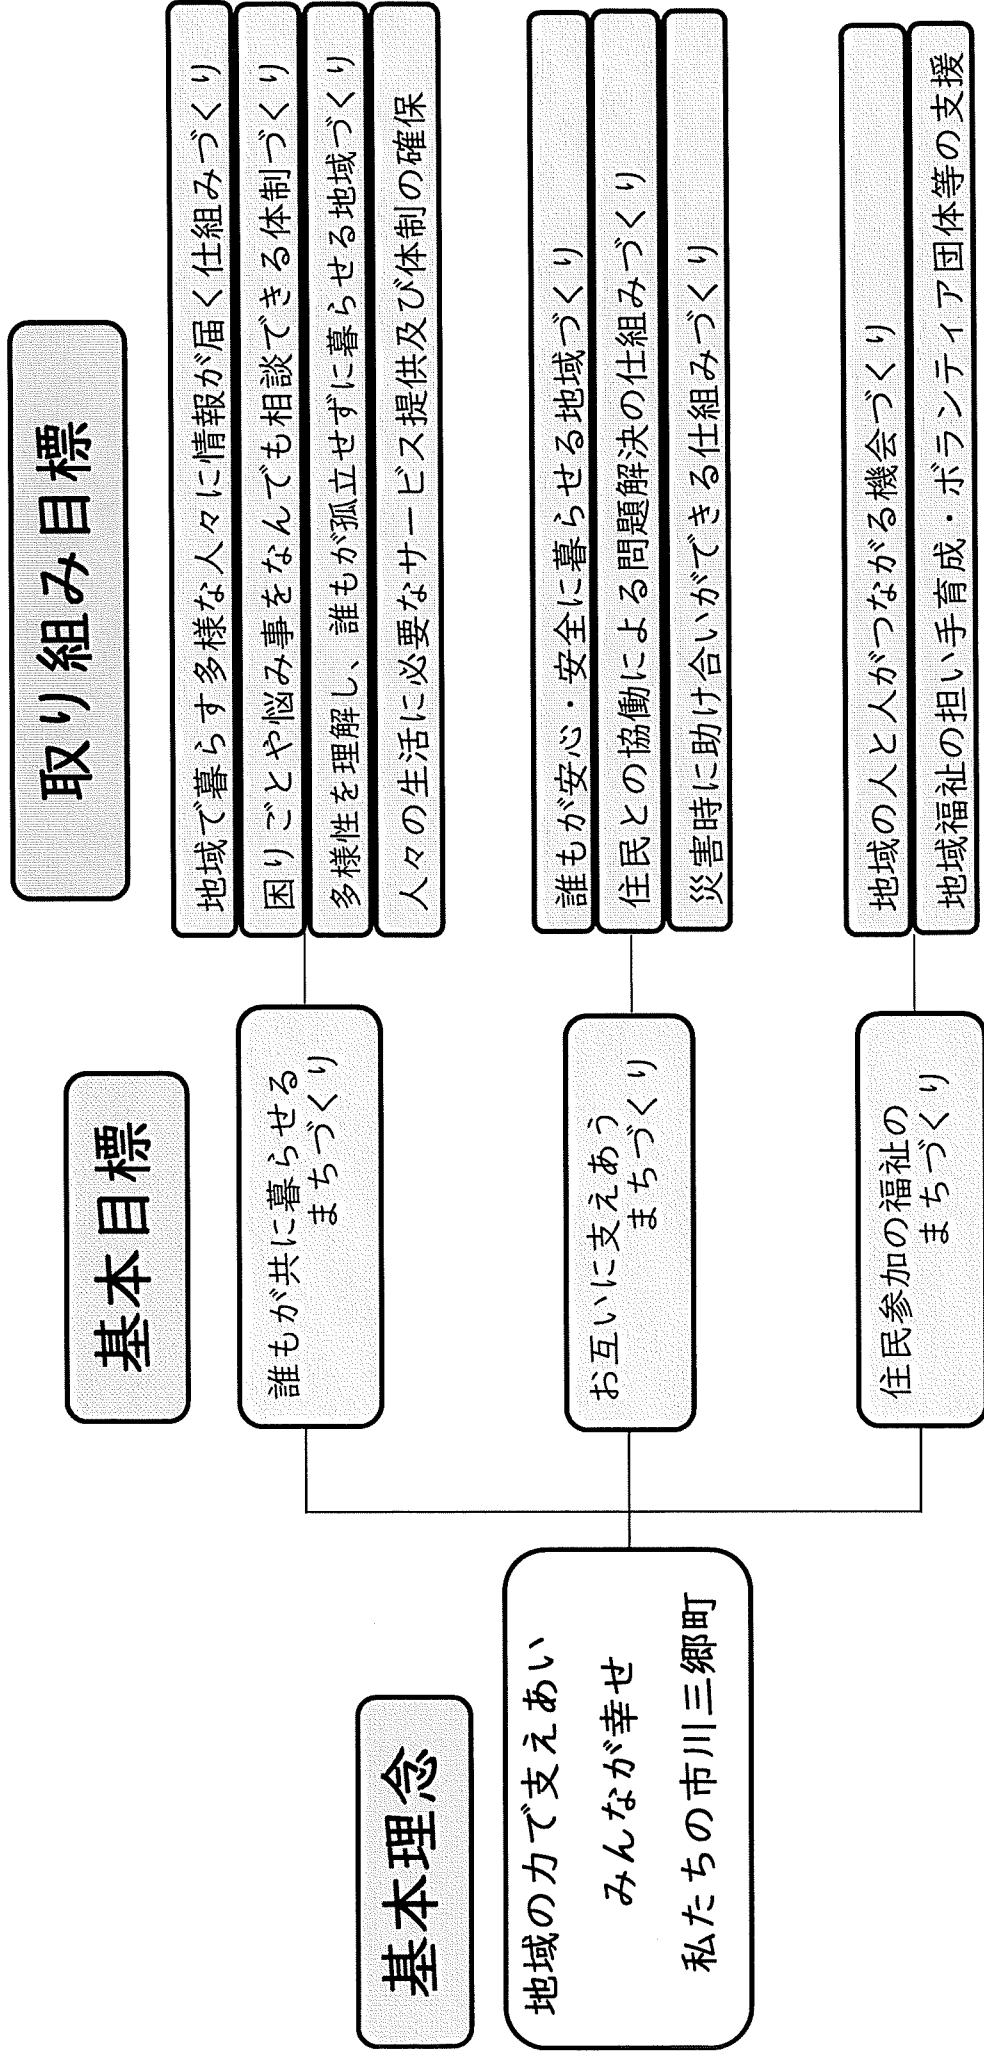 基本理念
地域の力で支えあい
みんなが幸せ
私たちの市川三郷町
基本目標
誰もが共に暮らせる
まちづくり
お互いに支えあう
まちづくり
住民参加の福祉の
まちづくり
取り組み目標
地域で暮らす多様な人々に情報が届く仕組みづくり
困りごとや悩み事をなんでも相談できる体制づくり
多様性を理解し、誰もが孤立せずに暮らせる地域づくり
人々の生活に必要なサービス提供及び体制の確保
誰もが安心・安全に暮らせる地域づくり
住民との協働による問題解決の仕組みづくり
災害時に助け合いができる仕組みづくり
地域の人と人がつながる機会づくり
地域福祉の担い手育成・ボランティア団体等の支援